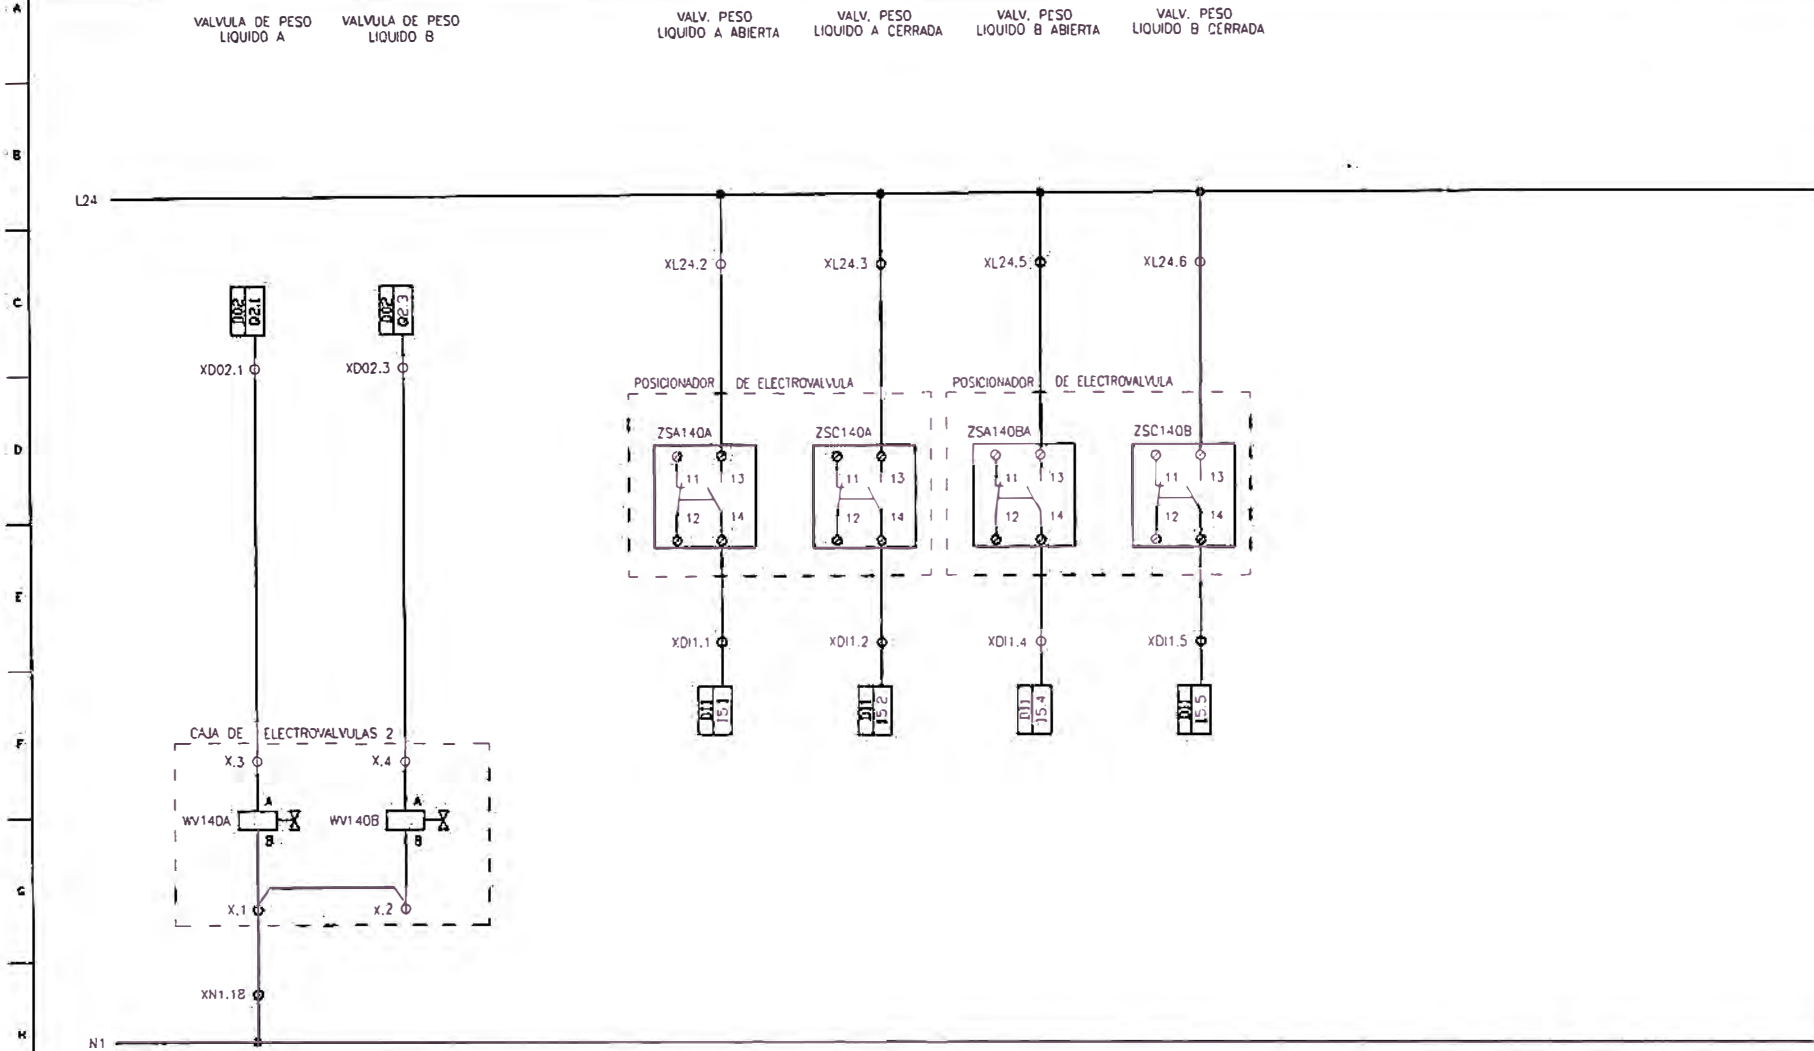 A
VALVULA DE PESO
LIQUIDO A
VALVULA DE PESO
LIQUIDO B
VALV. PESO
LIQUIDO A ABIERTA
VALV. PESO
LIQUIDO A CERRADA
VALV. PESO
LIQUIDO B ABIERTA
VALV. PESO
LIQUIDO B CERRADA
B
L24
XL24.2
XL24.3
XL24.5
XL24.6
C
DO2
Q2.1
DO2
Q2.3
XDO2.1
XDO2.3
POSICIONADOR DE ELECTROVALVULA
POSICIONADOR DE ELECTROVALVULA
D
ZSA140A
ZSC140A
ZSA140BA
ZSC140B
11 13
11 13
11 13
11 13
12 14
12 14
12 14
12 14
E
XDI1.1
XDI1.2
XDI1.4
XDI1.5
DI1
I5.1
DI1
I5.2
DI1
I5.4
DI1
I5.5
F
CAJA DE ELECTROVALVULAS 2
X.3
X.4
A
A
WV140A
WV140B
B
B
G
X.1
X.2
XN1.18
H
N1